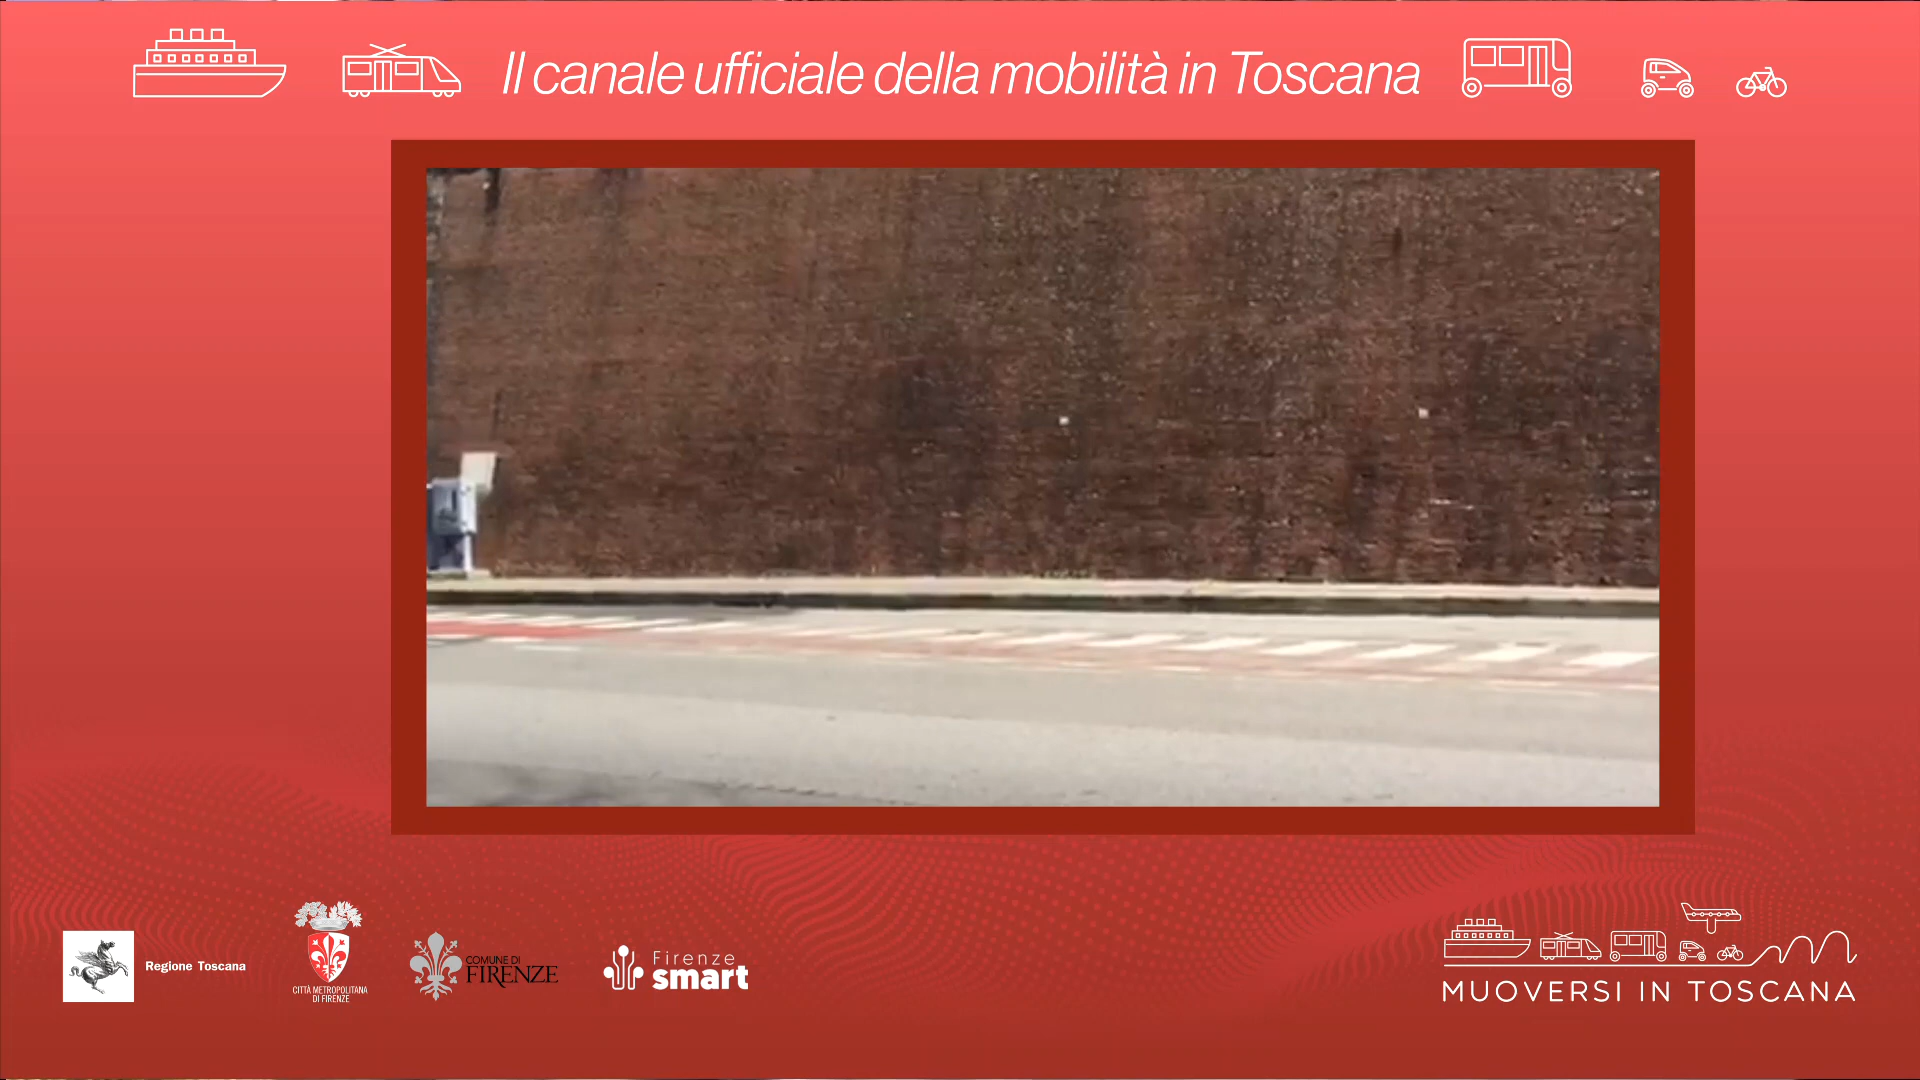 Il canale ufficiale della mobilità in Toscana
Regione Toscana
CITTÀ METROPOLITANA
DI FIRENZE
COMUNE DI
FIRENZE
Firenze
smart
MUOVERSI IN TOSCANA